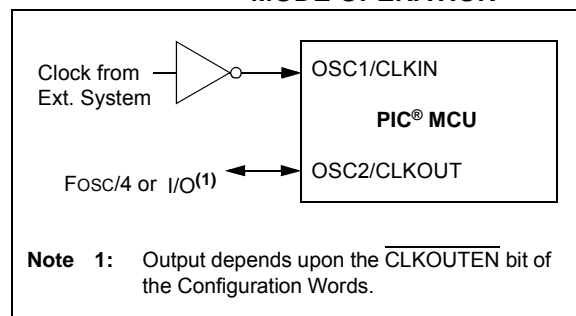 MODE OPERATION
Clock from
Ext. System
OSC1/CLKIN
PIC® MCU
FOSC/4 or I/O(1)
OSC2/CLKOUT
Note 1: Output depends upon the CLKOUTEN bit of
the Configuration Words.